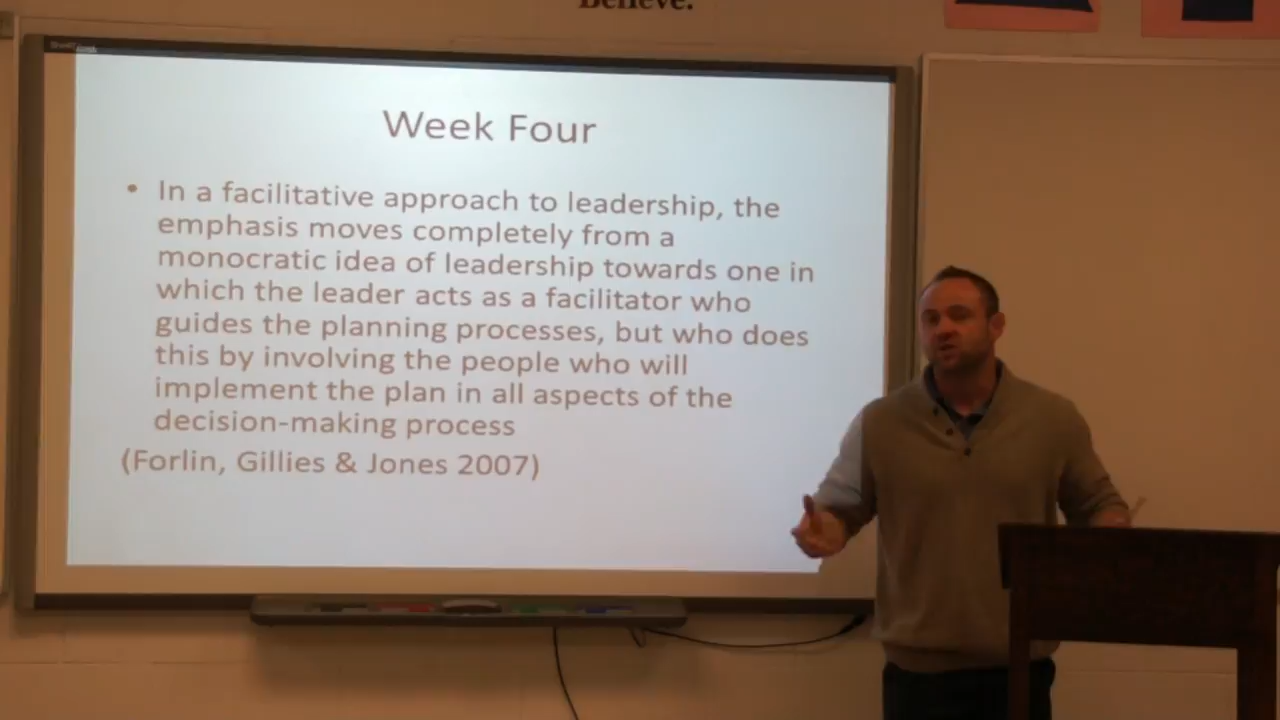 Believe.
Week Four
• In a facilitative approach to leadership, the
emphasis moves completely from a
monocratic idea of leadership towards one in
which the leader acts as a facilitator who
guides the planning processes, but who does
this by involving the people who will
implement the plan in all aspects of the
decision-making process
(Forlin, Gillies & Jones 2007)